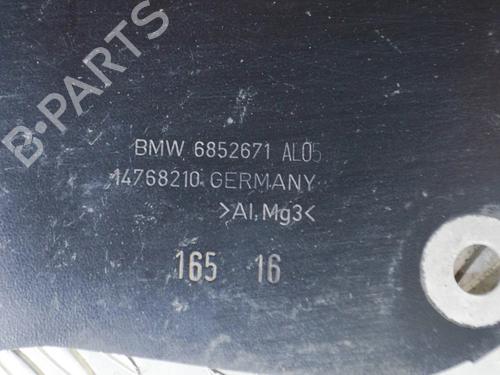 B-PARTS
BMW 6852671 AL05
14768210 GERMANY
>Al,Mg3<
165 16